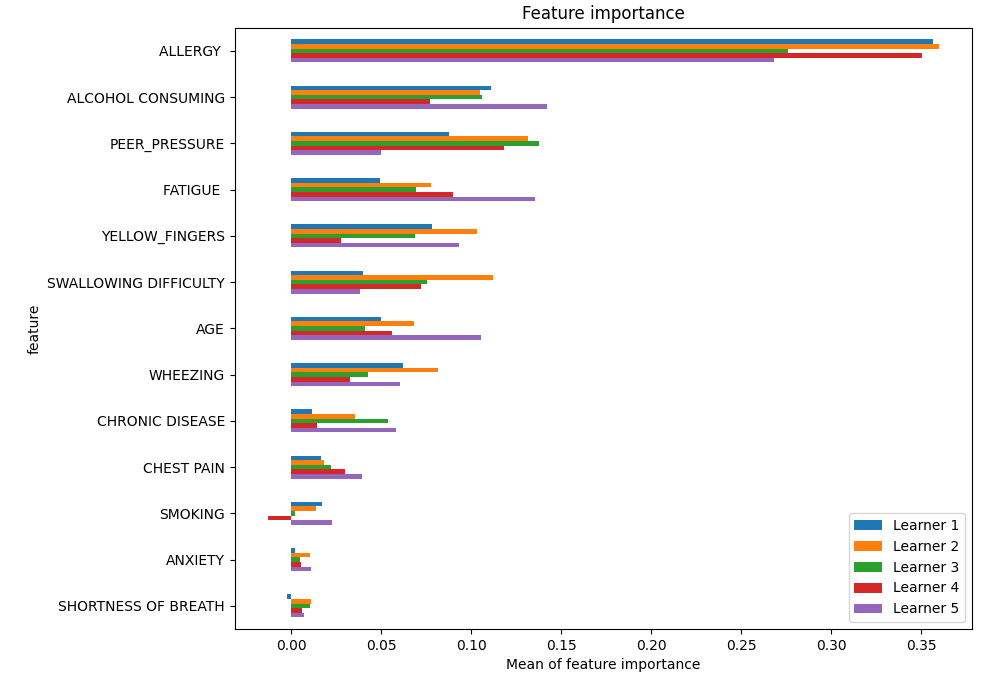 Feature importance
ALLERGY
ALCOHOL CONSUMING
PEER_PRESSURE
FATIGUE
YELLOW_FINGERS
SWALLOWING DIFFICULTY
AGE
WHEEZING
CHRONIC DISEASE
CHEST PAIN
SMOKING
ANXIETY
SHORTNESS OF BREATH
feature
Learner 1
Learner 2
Learner 3
Learner 4
Learner 5
0.00 0.05 0.10 0.15 0.20 0.25 0.30 0.35
Mean of feature importance